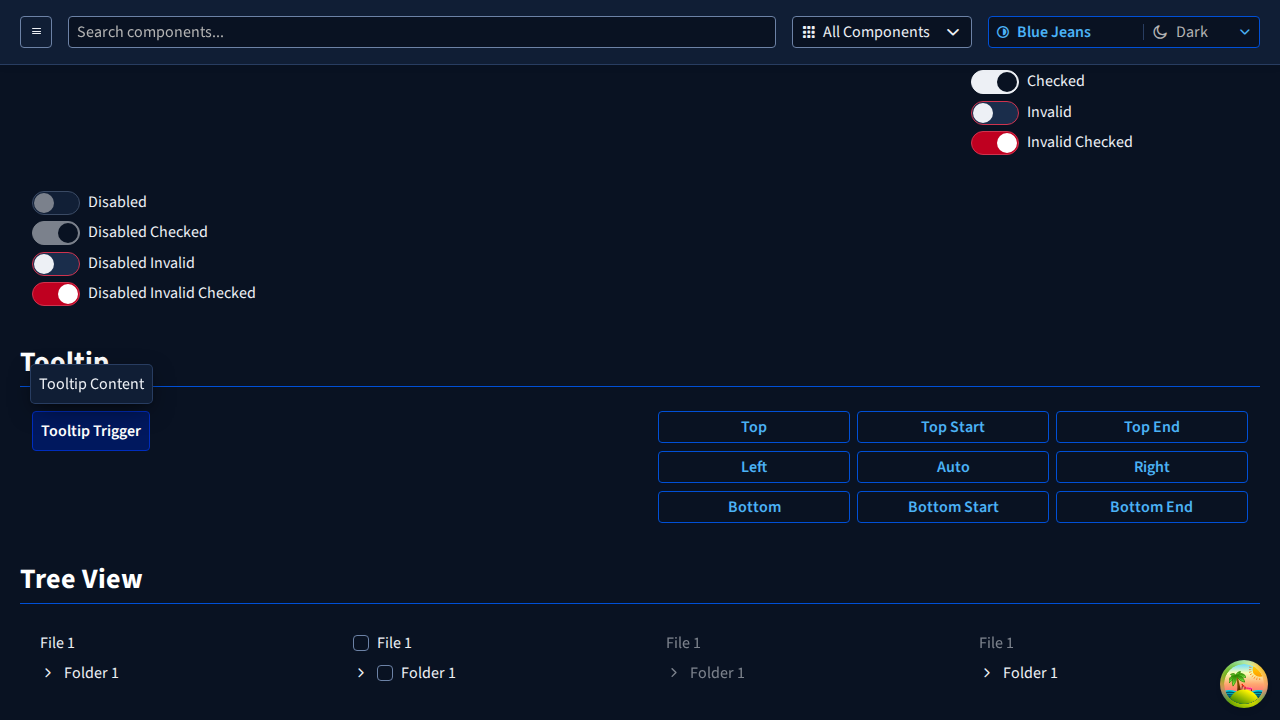 Search components...
All Components
Blue Jeans
Dark
Checked
Invalid
Invalid Checked
Disabled
Disabled Checked
Disabled Invalid
Disabled Invalid Checked
Tooltip
Tooltip Content
Tooltip Trigger
Top
Top Start
Top End
Left
Auto
Right
Bottom
Bottom Start
Bottom End
Tree View
File 1
File 1
File 1
File 1
Folder 1
Folder 1
Folder 1
Folder 1